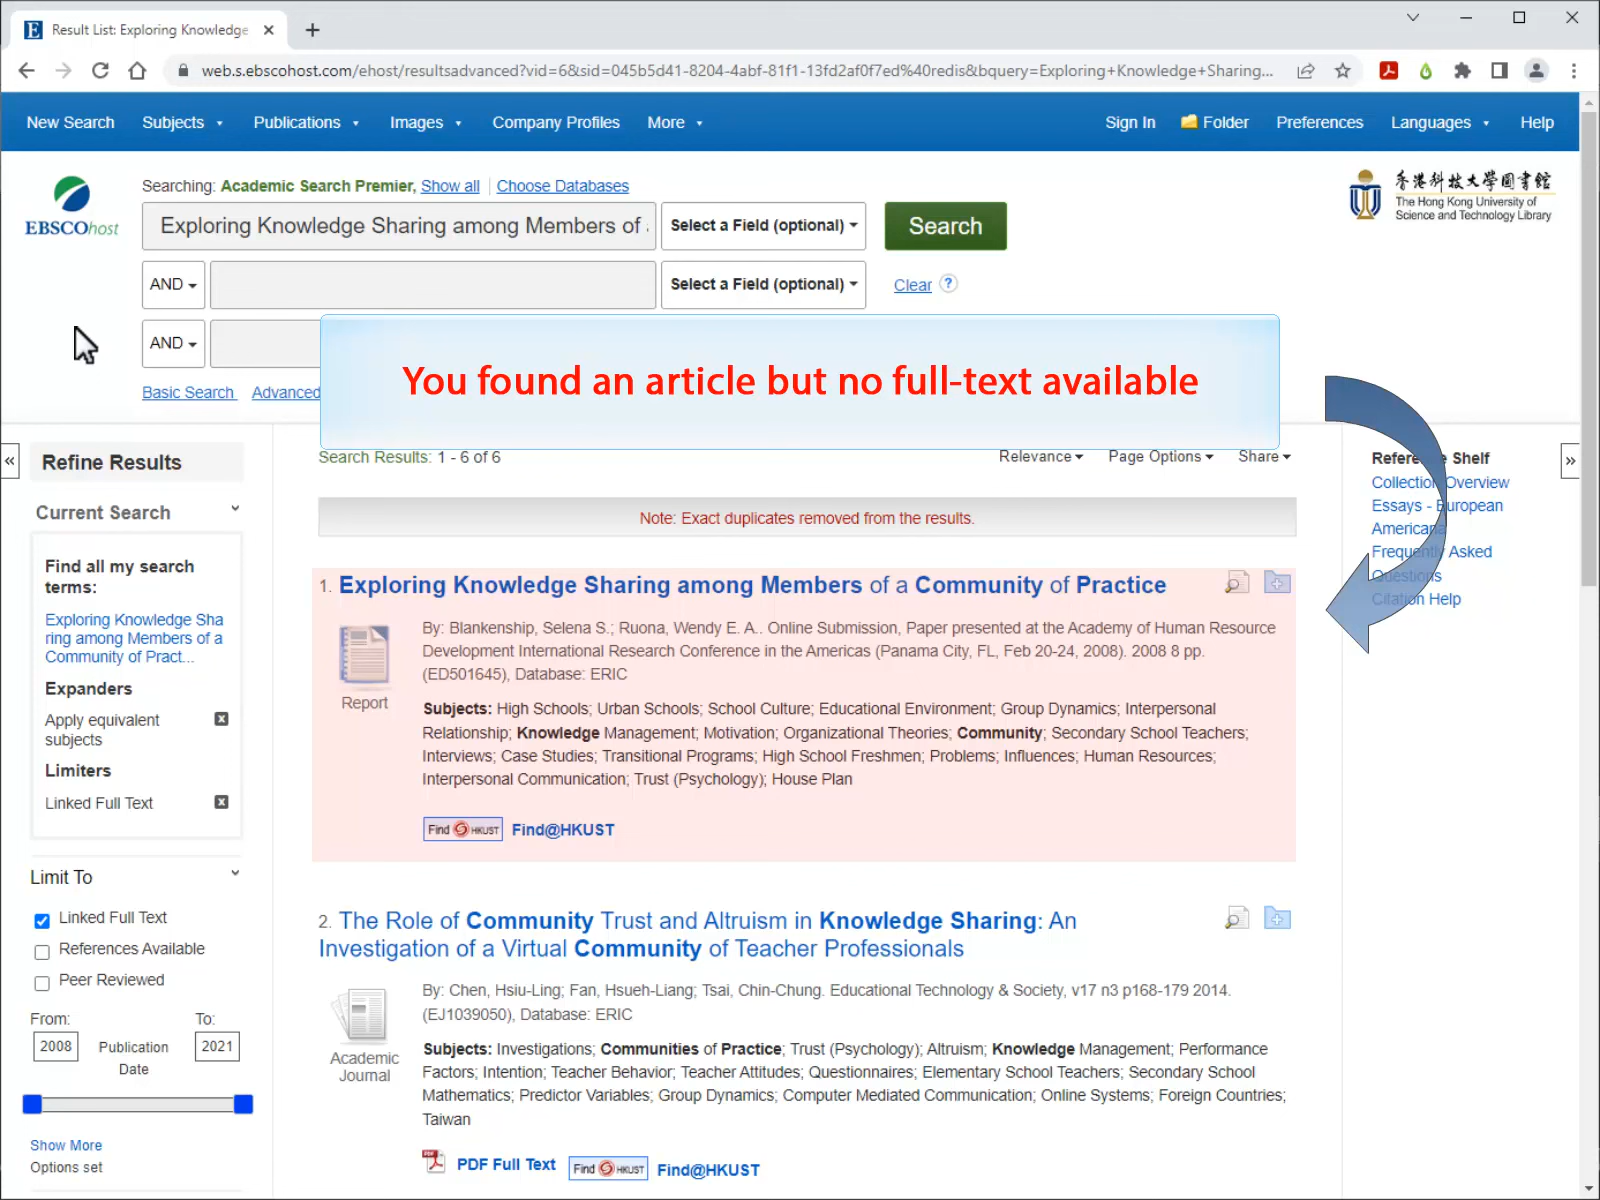 Result List: Exploring Knowledge
web.s.ebscohost.com/ehost/resultsadvanced?vid=6&sid=045b5d41-8204-4abf-81f1-13fd2af0f7ed%40redis&bquery=Exploring+Knowledge+Sharing...
New Search Subjects Publications Images Company Profiles More Sign In Folder Preferences Languages Help
Searching: Academic Search Premier, Show all Choose Databases
EBSCOhost
Exploring Knowledge Sharing among Members of Select a Field (optional) Search
香港科技大學圖書館
The Hong Kong University of
Science and Technology Library
AND Select a Field (optional) Clear ?
AND
Basic Search Advanced
You found an article but no full-text available
Refine Results
Current Search
Find all my search
terms:
Exploring Knowledge Sha
ring among Members of a
Community of Pract...
Expanders
Apply equivalent
subjects
Limiters
Linked Full Text
Limit To
Linked Full Text
References Available
Peer Reviewed
From: To:
2008 Publication 2021
Date
Show More
Options set
Search Results: 1 - 6 of 6 Relevance Page Options Share
Note: Exact duplicates removed from the results.
1. Exploring Knowledge Sharing among Members of a Community of Practice
Report
By: Blankenship, Selena S.; Ruona, Wendy E. A.. Online Submission, Paper presented at the Academy of Human Resource
Development International Research Conference in the Americas (Panama City, FL, Feb 20-24, 2008). 2008 8 pp.
(ED501645), Database: ERIC
Subjects: High Schools; Urban Schools; School Culture; Educational Environment; Group Dynamics; Interpersonal
Relationship; Knowledge Management; Motivation; Organizational Theories; Community; Secondary School Teachers;
Interviews; Case Studies; Transitional Programs; High School Freshmen; Problems; Influences; Human Resources;
Interpersonal Communication; Trust (Psychology); House Plan
Find HKUST Find@HKUST
2. The Role of Community Trust and Altruism in Knowledge Sharing: An
Investigation of a Virtual Community of Teacher Professionals
Academic
Journal
By: Chen, Hsiu-Ling; Fan, Hsueh-Liang; Tsai, Chin-Chung. Educational Technology & Society, v17 n3 p168-179 2014.
(EJ1039050), Database: ERIC
Subjects: Investigations; Communities of Practice; Trust (Psychology); Altruism; Knowledge Management; Performance
Factors; Intention; Teacher Behavior; Teacher Attitudes; Questionnaires; Elementary School Teachers; Secondary School
Mathematics; Predictor Variables; Group Dynamics; Computer Mediated Communication; Online Systems; Foreign Countries;
Taiwan
PDF Full Text Find HKUST Find@HKUST
Reference Shelf
Collection Overview
Essays - European
Americana
Frequently Asked
Questions
Citation Help